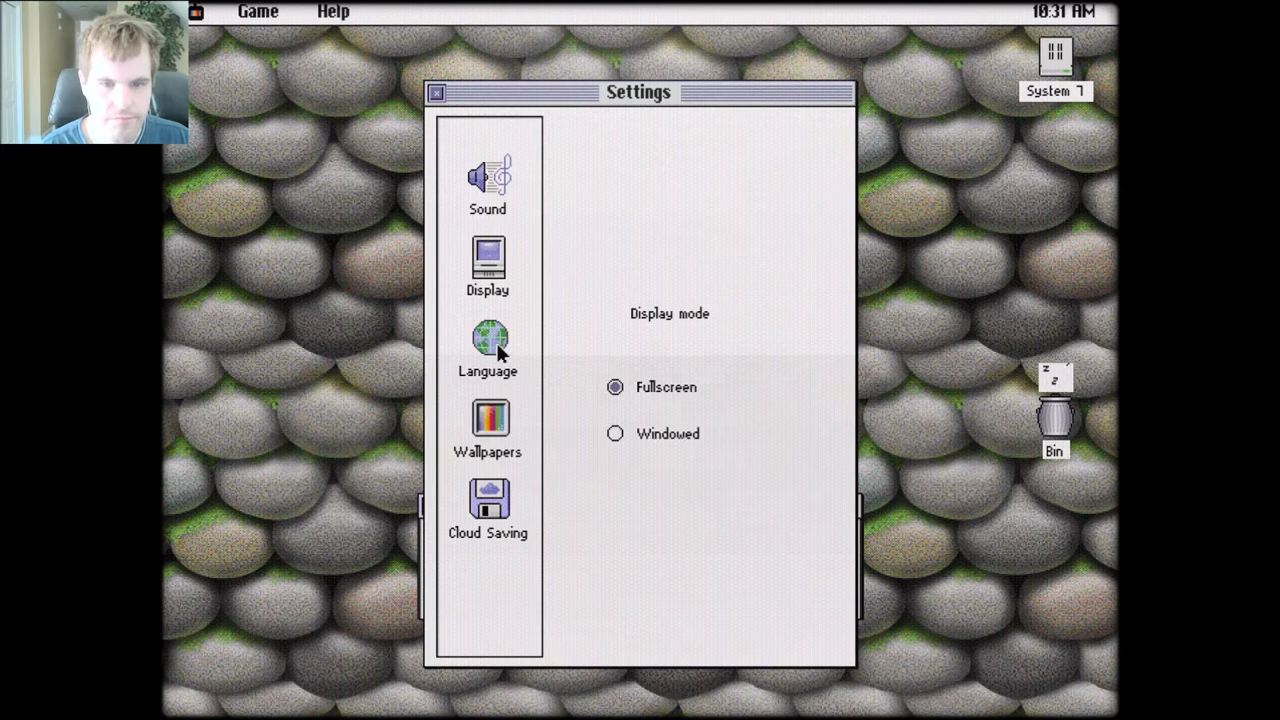 Game Help 10:31 AM
Settings
System 7
Sound
Display
Display mode
Language
Fullscreen
Windowed
Wallpapers
z z
Bin
Cloud Saving